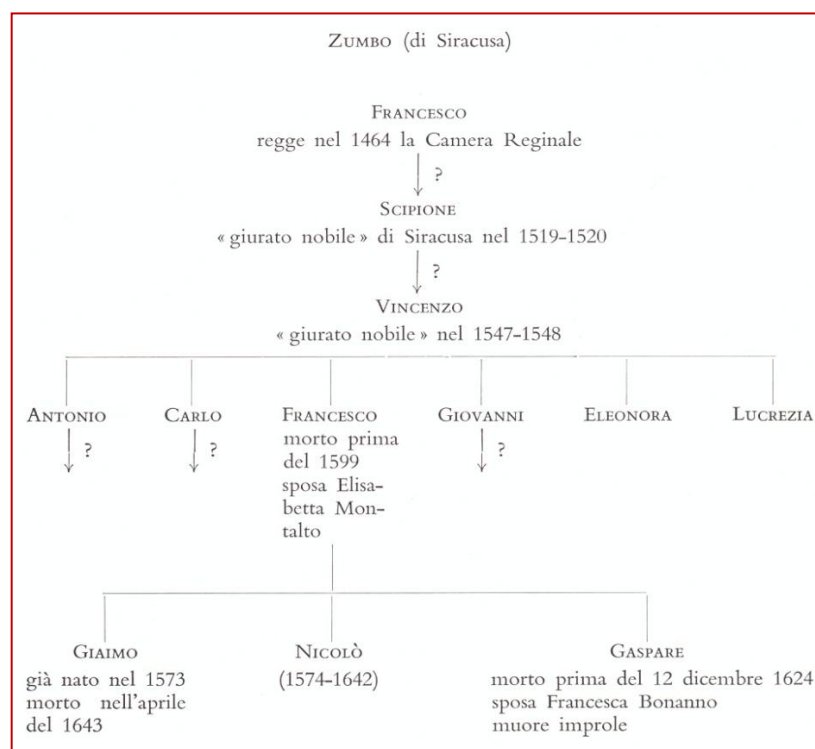 ZUMBO (di Siracusa)
FRANCESCO
regge nel 1464 la Camera Reginale
?
SCIPIONE
« giurato nobile » di Siracusa nel 1519-1520
?
VINCENZO
« giurato nobile » nel 1547-1548
ANTONIO
?
CARLO
?
FRANCESCO
morto prima
del 1599
sposa Elisa-
betta Mon-
talto
GIOVANNI
?
ELEONORA
LUCREZIA
GIAIMO
già nato nel 1573
morto nell'aprile
del 1643
NICOLÒ
(1574-1642)
GASPARE
morto prima del 12 dicembre 1624
sposa Francesca Bonanno
muore improle